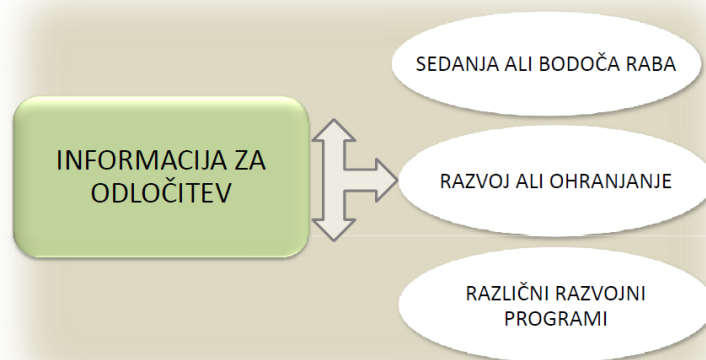 INFORMACIJA ZA
ODLOČITEV
SEDANJA ALI BODOČA RABA
RAZVOJ ALI OHRANJANJE
RAZLIČNI RAZVOJNI
PROGRAMI